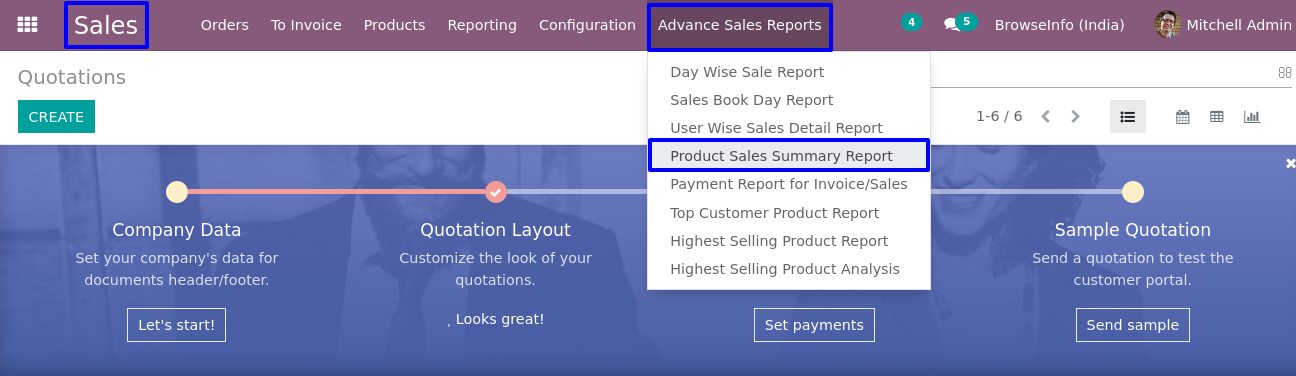 Sales Orders To Invoice Products Reporting Configuration Advance Sales Reports 4 5 BrowseInfo (India) Mitchell Admin
Quotations
CREATE
1-6 / 6
Day Wise Sale Report
Sales Book Day Report
User Wise Sales Detail Report
Product Sales Summary Report
Payment Report for Invoice/Sales
Top Customer Product Report
Highest Selling Product Report
Highest Selling Product Analysis
Company Data
Set your company's data for
documents header/footer.
Let's start!
Quotation Layout
Customize the look of your
quotations.
Looks great!
Set payments
Sample Quotation
Send a quotation to test the
customer portal.
Send sample